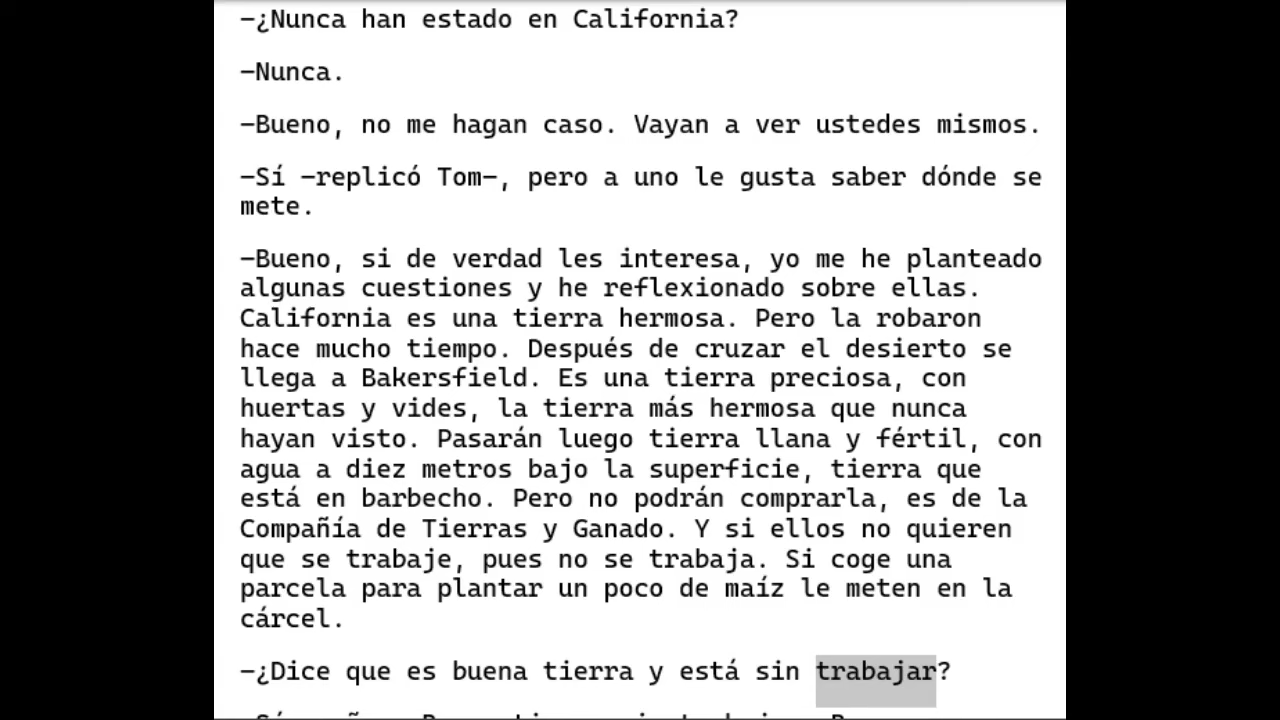 —¿Nunca han estado en California?
—Nunca.
—Bueno, no me hagan caso. Vayan a ver ustedes mismos.
—Sí —replicó Tom—, pero a uno le gusta saber dónde se
mete.
—Bueno, si de verdad les interesa, yo me he planteado
algunas cuestiones y he reflexionado sobre ellas.
California es una tierra hermosa. Pero la robaron
hace mucho tiempo. Después de cruzar el desierto se
llega a Bakersfield. Es una tierra preciosa, con
huertas y vides, la tierra más hermosa que nunca
hayan visto. Pasarán luego tierra llana y fértil, con
agua a diez metros bajo la superficie, tierra que
está en barbecho. Pero no podrán comprarla, es de la
Compañía de Tierras y Ganado. Y si ellos no quieren
que se trabaje, pues no se trabaja. Si coge una
parcela para plantar un poco de maíz le meten en la
cárcel.
—¿Dice que es buena tierra y está sin trabajar?